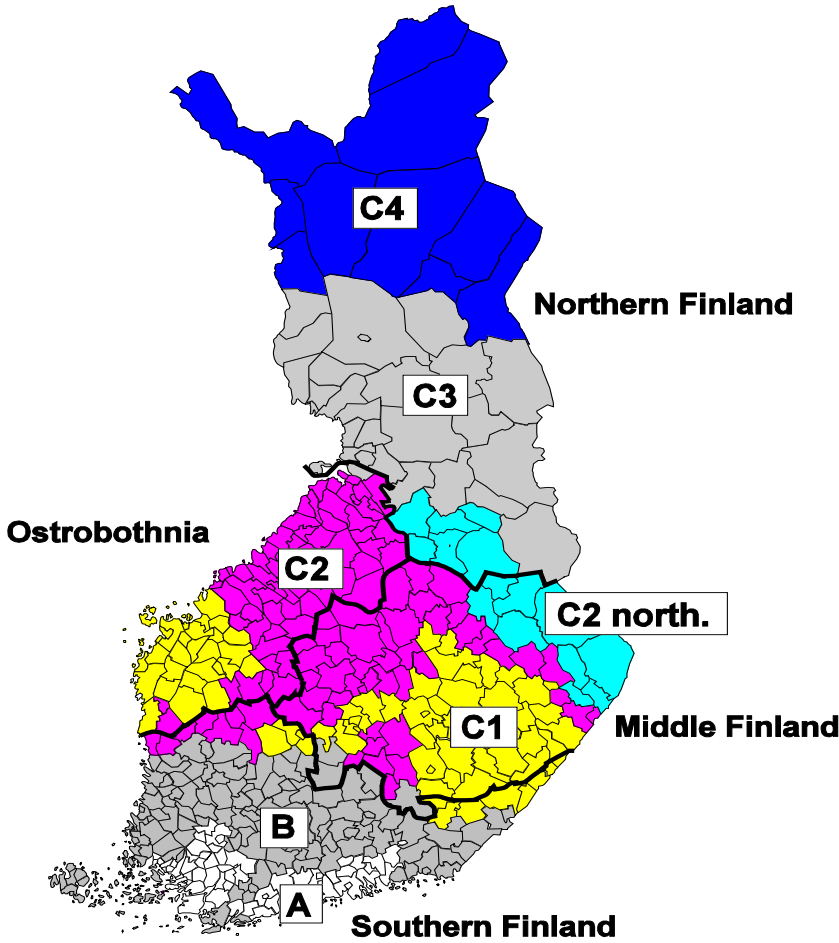 C4
Northern Finland
C3
Ostrobothnia
C2
C2 north.
C1
Middle Finland
B
A
Southern Finland